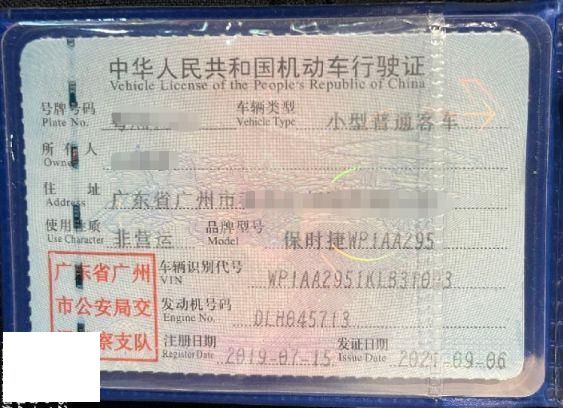 中华人民共和国机动车行驶证
Vehicle License of the People's Republic of China
号牌号码 车辆类型 小型普通客车
Plate No. Vehicle Type
所有人
Owner
住址 广东省广州市
Address
使用性质 非营运 品牌型号 保时捷WP1AA295
Use Character Model
广东省广州 车辆识别代号 WP1AA2951KLB31083
VIN
市公安局交 发动机号码 DLH045713
Engine No.
察支队 注册日期 2019-07-15 发证日期 2021-09-06
Register Date Issue Date